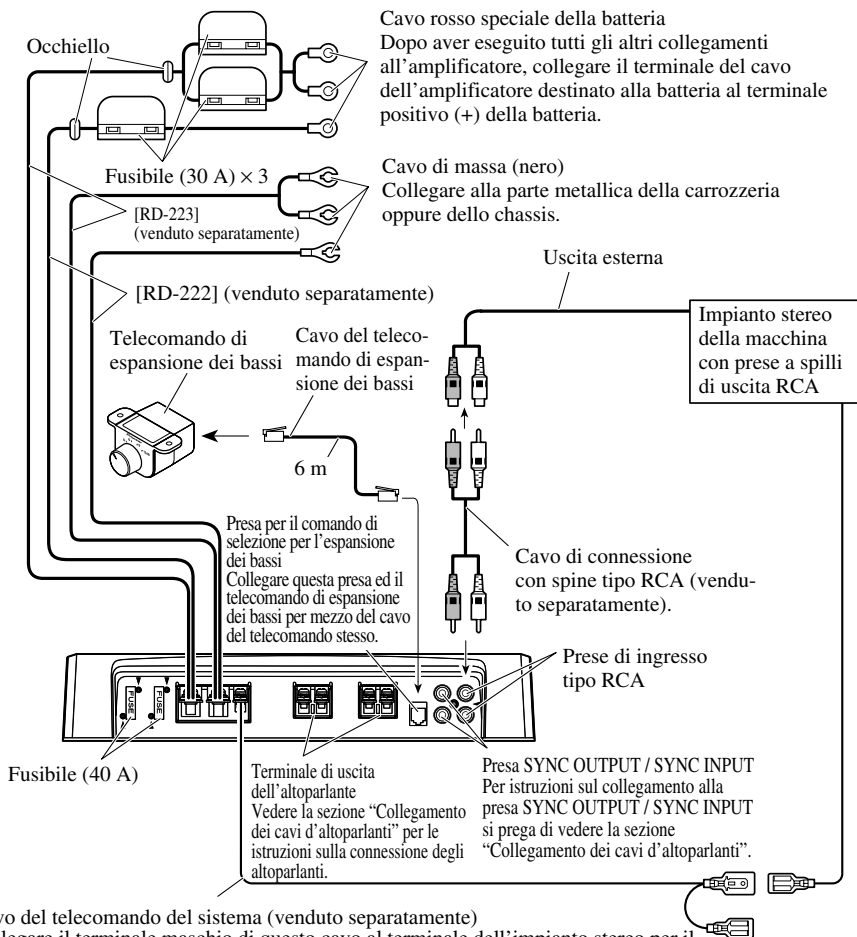 Cavo rosso speciale della batteria
Dopo aver eseguito tutti gli altri collegamenti
all'amplificatore, collegare il terminale del cavo
dell'amplificatore destinato alla batteria al terminale
positivo (+) della batteria.
Occhiello
Fusibile (30 A) × 3
Cavo di massa (nero)
Collegare alla parte metallica della carrozzeria
oppure dello chassis.
[RD-223]
(venduto separatamente)
[RD-222] (venduto separatamente)
Uscita esterna
Impianto stereo
della macchina
con prese a spilli
di uscita RCA
Telecomando di
espansione dei bassi
Cavo del teleco-
mando di espan-
sione dei bassi
6 m
Presa per il comando di
selezione per l'espansione
dei bassi
Collegare questa presa ed il
telecomando di espansione
dei bassi per mezzo del cavo
del telecomando stesso.
Cavo di connessione
con spine tipo RCA (vendu-
to separatamente).
Prese di ingresso
tipo RCA
FUSE
FUSE
Fusibile (40 A)
Terminale di uscita
dell'altoparlante
Vedere la sezione “Collegamento
dei cavi d'altoparlanti” per le
istruzioni sulla connessione degli
altoparlanti.
Presa SYNC OUTPUT / SYNC INPUT
Per istruzioni sul collegamento alla
presa SYNC OUTPUT / SYNC INPUT
si prega di vedere la sezione
“Collegamento dei cavi d'altoparlanti”.
vo del telecomando del sistema (venduto separatamente)
llegare il terminale maschio di questo cavo al terminale dell'impianto stereo per il